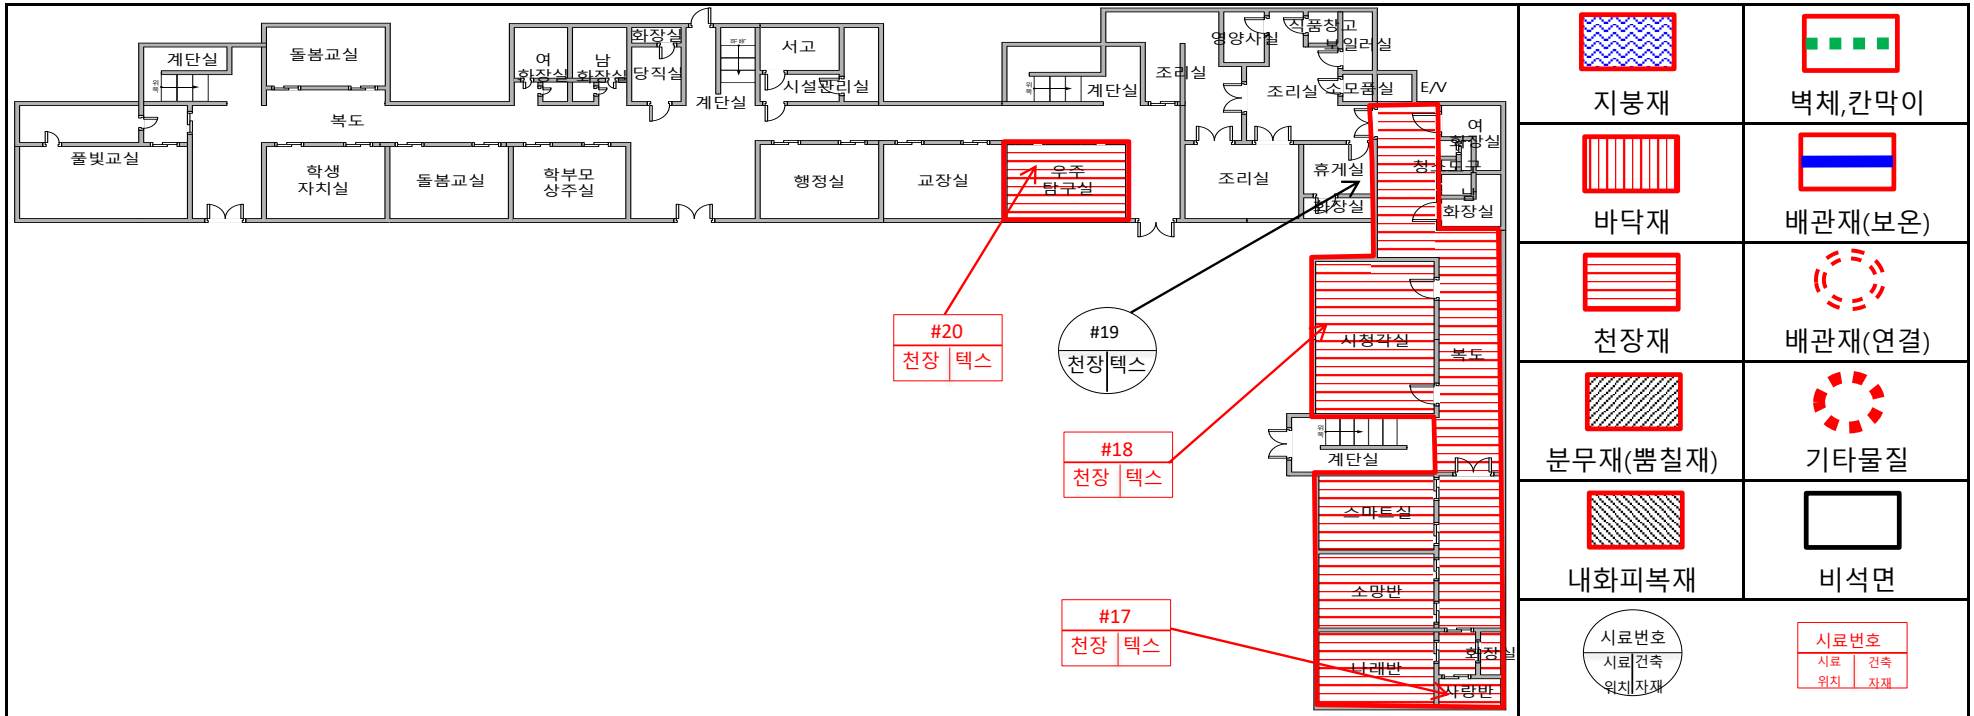 계단실
돌봄교실
여
화장실
남
화장실
화장실
당직실
계단실
서고
시설관리실
계단실
조리실
영양사실
식품창고
보일러실
조리실
소모품실
E/V
여
화장실
복도
풀빛교실
학생
자치실
돌봄교실
학부모
상주실
행정실
교장실
우주
탐구실
조리실
휴게실
화장실
청소도구
남
화장실
#20
천장 텍스
#19
천장 텍스
시청각실
복도
#18
천장 텍스
계단실
스마트실
소망반
#17
천장 텍스
나래반
화장실
사랑반
지붕재
벽체,칸막이
바닥재
배관재(보온)
천장재
배관재(연결)
분무재(뿜칠재)
기타물질
내화피복재
비석면
시료번호
시료 건축
위치 자재
시료번호
시료 건축
위치 자재